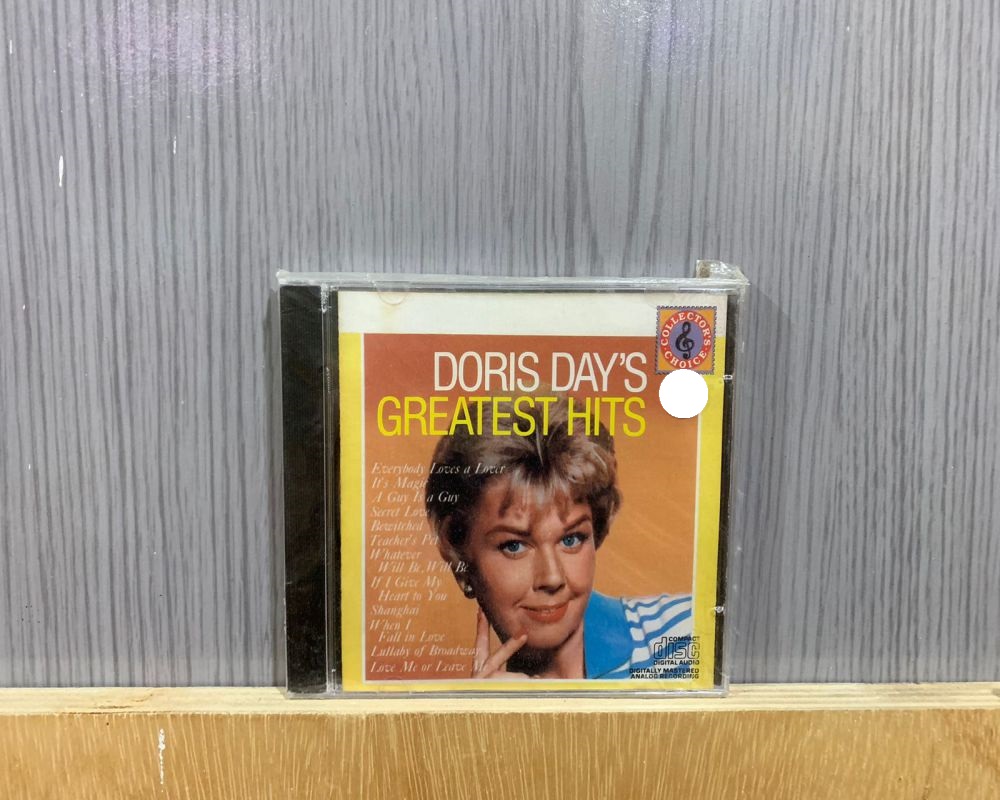 COLLECTOR'S
CHOICE
DORIS DAY'S
GREATEST HITS
Everybody Loves a Lover
It's Magic
A Guy Is a Guy
Secret Love
Bewitched
Teacher's Pet
Whatever
Will Be, Will Be
If I Give My
Heart to You
Shanghai
When I
Fall in Love
Lullaby of Broadway
Love Me or Leave Me
COMPACT
disc
DIGITAL AUDIO
DIGITALLY MASTERED
ANALOG RECORDING